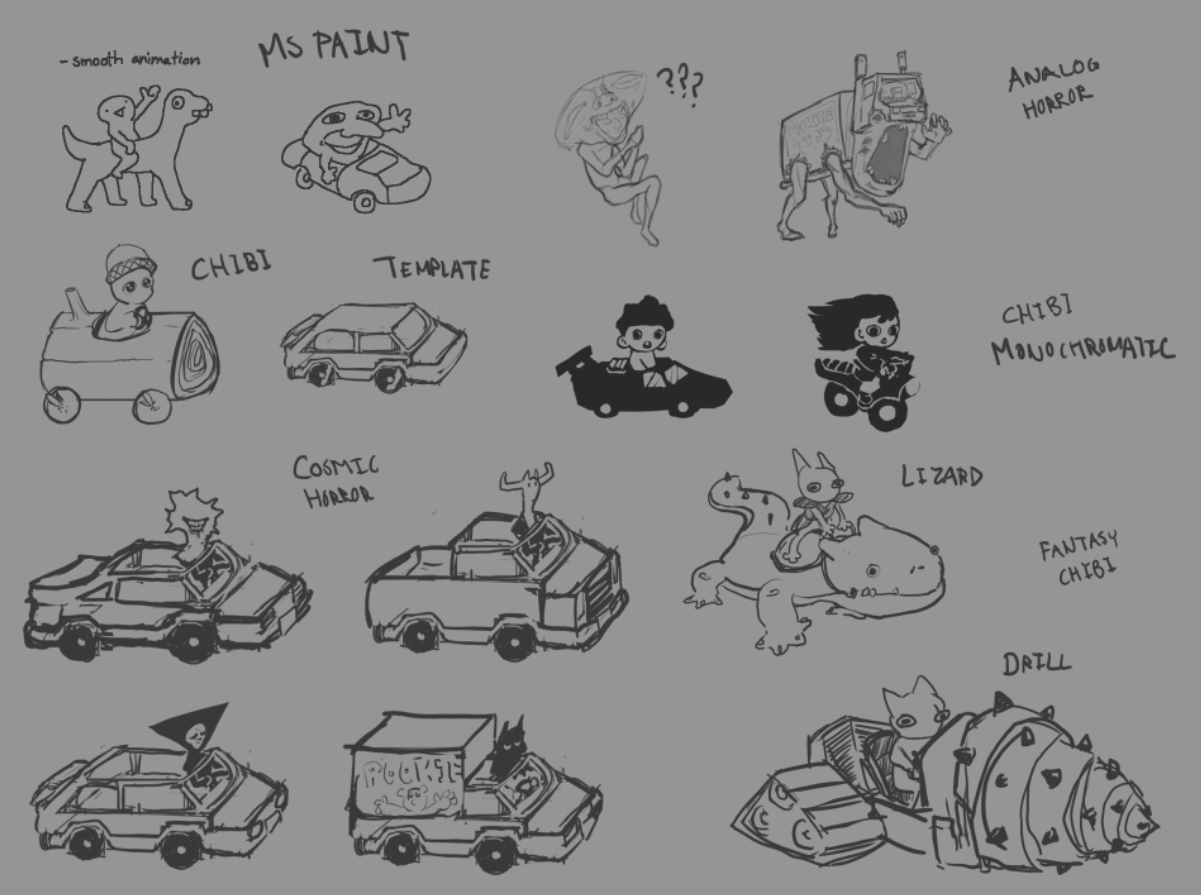 - smooth animation
MS PAINT
???
ANALOG
HORROR
CHIBI
TEMPLATE
CHIBI
MONOCHROMATIC
COSMIC
HORROR
LIZARD
FANTASY
CHIBI
DRILL